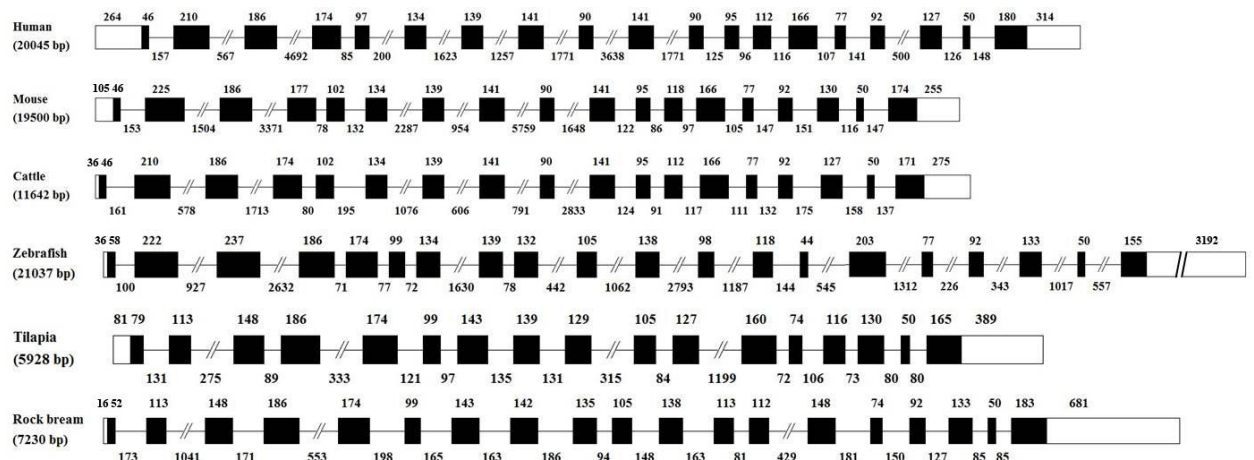 264 46 210 186 174 97 134 139 141 90 141 90 95 112 166 77 92 127 50 180 314
Human
(20045 bp)
157 567 4692 85 200 1623 1257 1771 3638 1771 125 96 116 107 141 500 126 148
105 46 225 186 177 102 134 139 141 90 141 95 118 166 77 92 130 50 174 255
Mouse
(19500 bp)
153 1504 3371 78 132 2287 954 5759 1648 122 86 97 105 147 151 116 147
36 46 210 186 174 102 134 139 141 90 141 95 112 166 77 92 127 50 171 275
Cattle
(11642 bp)
161 578 1713 80 195 1076 606 791 2833 124 91 117 111 132 175 158 137
36 58 222 237 186 174 99 134 139 132 105 138 98 118 44 203 77 92 133 50 155 3192
Zebrafish
(21037 bp)
100 927 2632 71 77 72 1630 78 442 1062 2793 1187 144 545 1312 226 343 1017 557
81 79 113 148 186 174 99 143 139 129 105 127 160 74 116 130 50 165 389
Tilapia
(5928 bp)
131 275 89 333 121 97 135 131 315 84 1199 72 106 73 80 80
16 52 113 148 186 174 99 143 142 135 105 138 113 112 148 74 92 133 50 183 681
Rock bream
(7230 bp)
173 1041 171 553 198 165 163 186 94 148 163 81 429 181 150 127 85 85